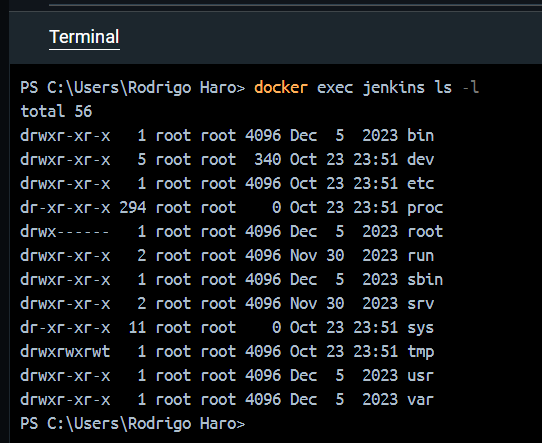 Terminal
PS C:\Users\Rodrigo Haro> docker exec jenkins ls -l
total 56
drwxr-xr-x   1 root root 4096 Dec  5  2023 bin
drwxr-xr-x   5 root root  340 Oct 23 23:51 dev
drwxr-xr-x   1 root root 4096 Oct 23 23:51 etc
dr-xr-xr-x 294 root root    0 Oct 23 23:51 proc
drwx------   1 root root 4096 Dec  5  2023 root
drwxr-xr-x   2 root root 4096 Nov 30  2023 run
drwxr-xr-x   1 root root 4096 Dec  5  2023 sbin
drwxr-xr-x   2 root root 4096 Nov 30  2023 srv
dr-xr-xr-x  11 root root    0 Oct 23 23:51 sys
drwxrwxrwt   1 root root 4096 Oct 23 23:51 tmp
drwxr-xr-x   1 root root 4096 Dec  5  2023 usr
drwxr-xr-x   1 root root 4096 Dec  5  2023 var
PS C:\Users\Rodrigo Haro>